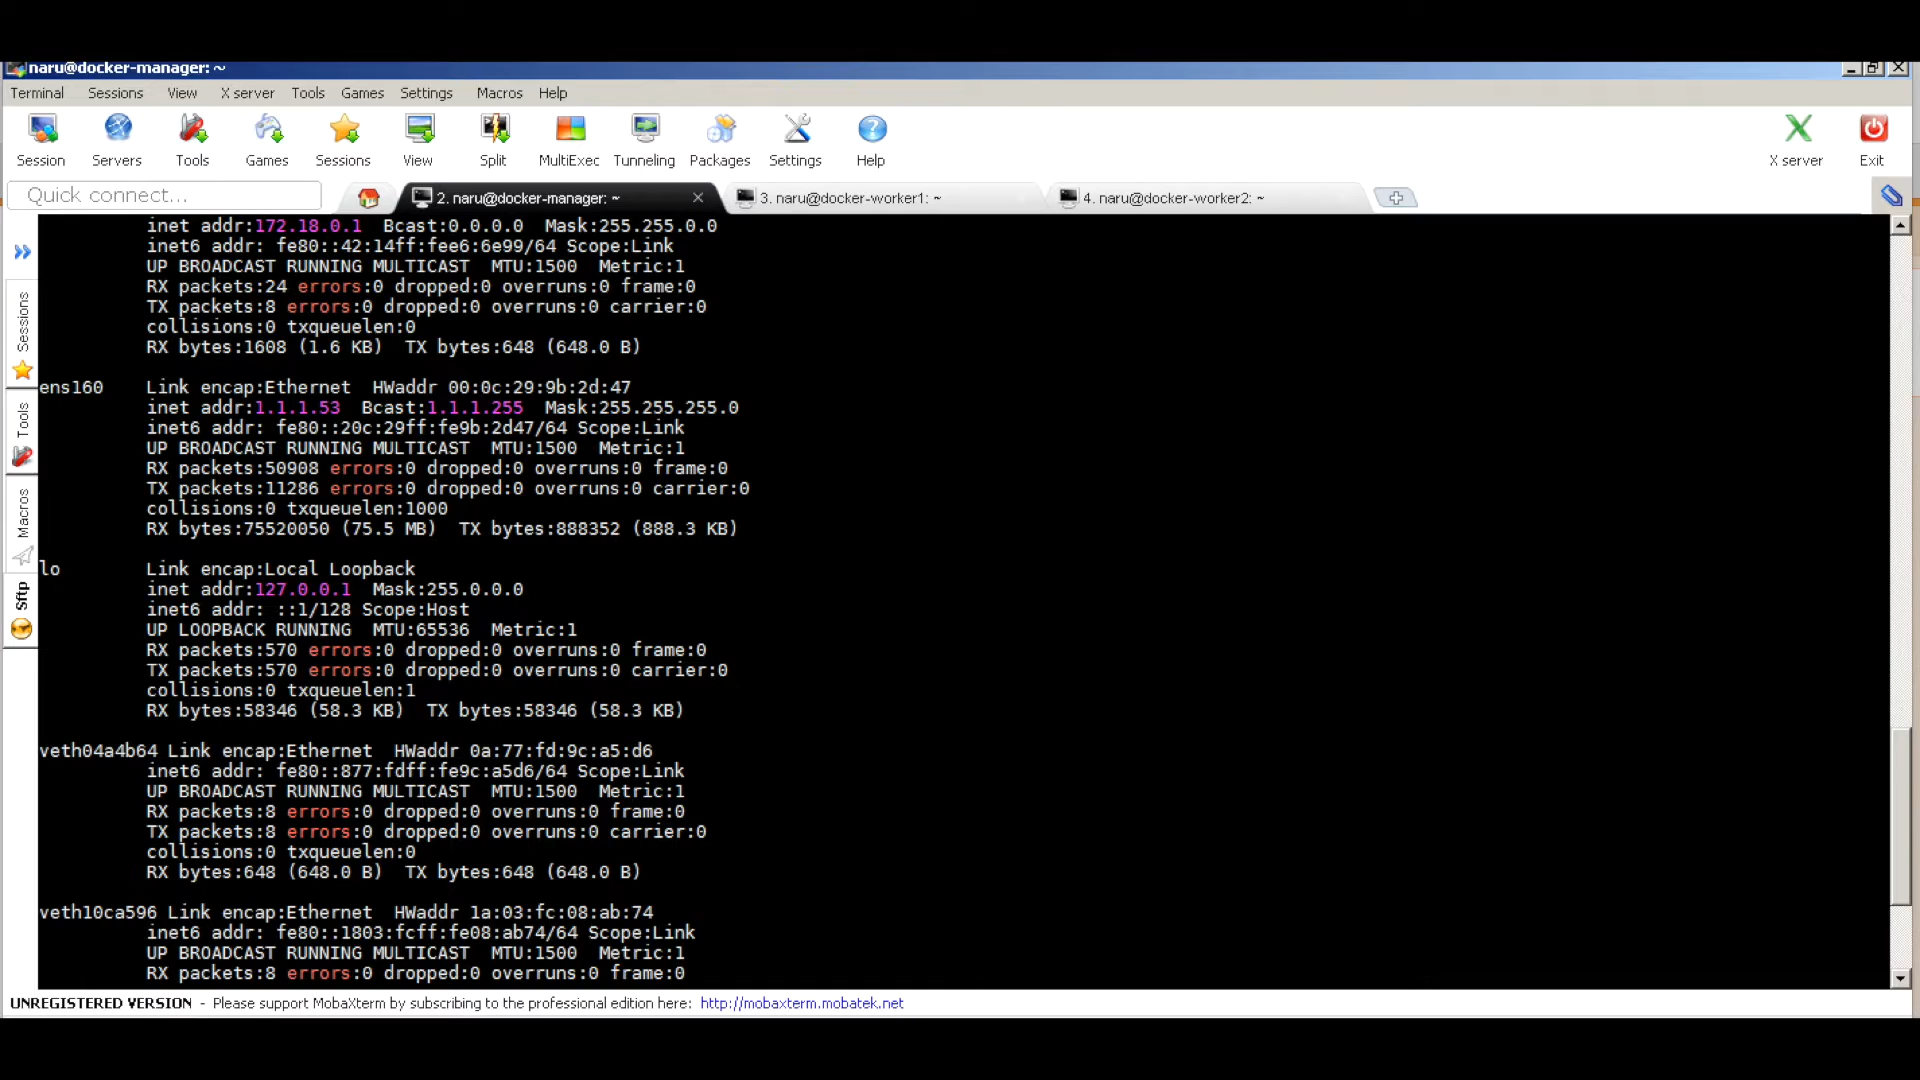 naru@docker-manager: ~
Terminal Sessions View X server Tools Games Settings Macros Help
Session Servers Tools Games Sessions View Split MultiExec Tunneling Packages Settings Help X server Exit
Quick connect...
2. naru@docker-manager: ~
3. naru@docker-worker1: ~
4. naru@docker-worker2: ~
Sessions
Tools
Macros
Sftp
inet addr:172.18.0.1  Bcast:0.0.0.0  Mask:255.255.0.0
inet6 addr: fe80::42:14ff:fee6:6e99/64 Scope:Link
UP BROADCAST RUNNING MULTICAST  MTU:1500  Metric:1
RX packets:24 errors:0 dropped:0 overruns:0 frame:0
TX packets:8 errors:0 dropped:0 overruns:0 carrier:0
collisions:0 txqueuelen:0
RX bytes:1608 (1.6 KB)  TX bytes:648 (648.0 B)
ens160    Link encap:Ethernet  HWaddr 00:0c:29:9b:2d:47
inet addr:1.1.1.53  Bcast:1.1.1.255  Mask:255.255.255.0
inet6 addr: fe80::20c:29ff:fe9b:2d47/64 Scope:Link
UP BROADCAST RUNNING MULTICAST  MTU:1500  Metric:1
RX packets:50908 errors:0 dropped:0 overruns:0 frame:0
TX packets:11286 errors:0 dropped:0 overruns:0 carrier:0
collisions:0 txqueuelen:1000
RX bytes:75520050 (75.5 MB)  TX bytes:888352 (888.3 KB)
lo        Link encap:Local Loopback
inet addr:127.0.0.1  Mask:255.0.0.0
inet6 addr: ::1/128 Scope:Host
UP LOOPBACK RUNNING  MTU:65536  Metric:1
RX packets:570 errors:0 dropped:0 overruns:0 frame:0
TX packets:570 errors:0 dropped:0 overruns:0 carrier:0
collisions:0 txqueuelen:1
RX bytes:58346 (58.3 KB)  TX bytes:58346 (58.3 KB)
veth04a4b64 Link encap:Ethernet  HWaddr 0a:77:fd:9c:a5:d6
inet6 addr: fe80::877:fdff:fe9c:a5d6/64 Scope:Link
UP BROADCAST RUNNING MULTICAST  MTU:1500  Metric:1
RX packets:8 errors:0 dropped:0 overruns:0 frame:0
TX packets:8 errors:0 dropped:0 overruns:0 carrier:0
collisions:0 txqueuelen:0
RX bytes:648 (648.0 B)  TX bytes:648 (648.0 B)
veth10ca596 Link encap:Ethernet  HWaddr 1a:03:fc:08:ab:74
inet6 addr: fe80::1803:fcff:fe08:ab74/64 Scope:Link
UP BROADCAST RUNNING MULTICAST  MTU:1500  Metric:1
RX packets:8 errors:0 dropped:0 overruns:0 frame:0
UNREGISTERED VERSION - Please support MobaXterm by subscribing to the professional edition here: http://mobaxterm.mobatek.net